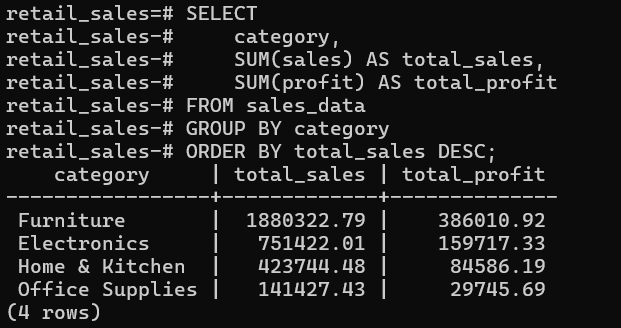 retail_sales=# SELECT
retail_sales-#     category,
retail_sales-#     SUM(sales) AS total_sales,
retail_sales-#     SUM(profit) AS total_profit
retail_sales-# FROM sales_data
retail_sales-# GROUP BY category
retail_sales-# ORDER BY total_sales DESC;
    category     | total_sales | total_profit
-----------------+-------------+--------------
 Furniture       |  1880322.79 |    386010.92
 Electronics     |   751422.01 |    159717.33
 Home & Kitchen  |   423744.48 |     84586.19
 Office Supplies |   141427.43 |     29745.69
(4 rows)